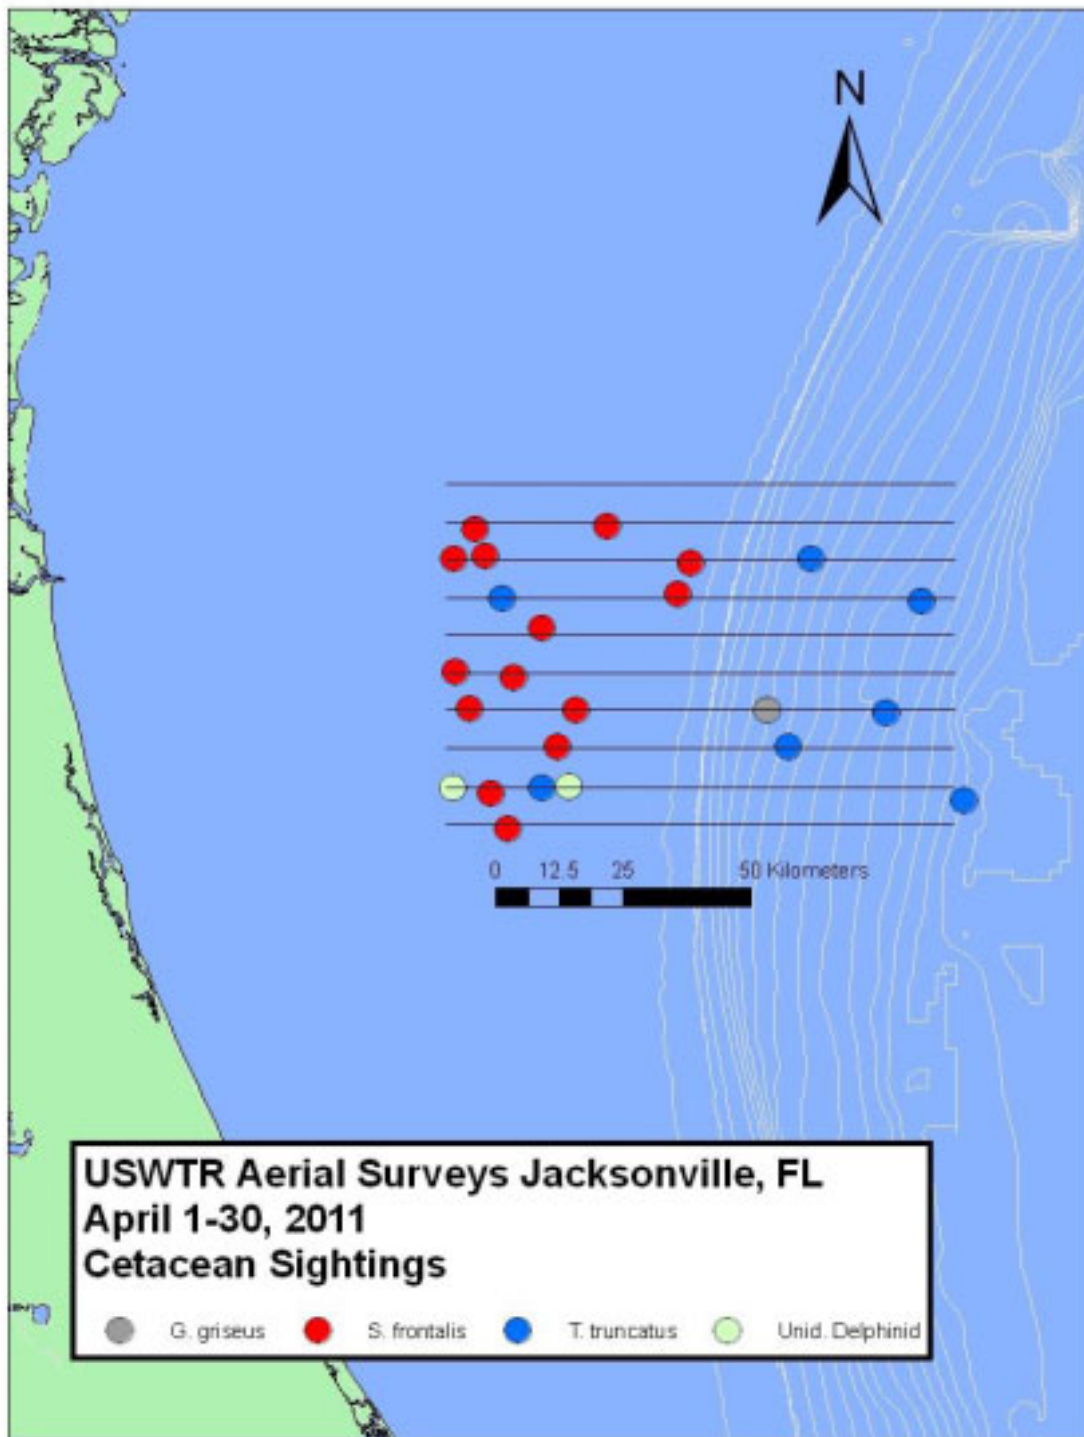 N
0 12.5 25 50 Kilometers
USWTR Aerial Surveys Jacksonville, FL
April 1-30, 2011
Cetacean Sightings
G. griseus S. frontalis T. truncatus Unid. Delphinid